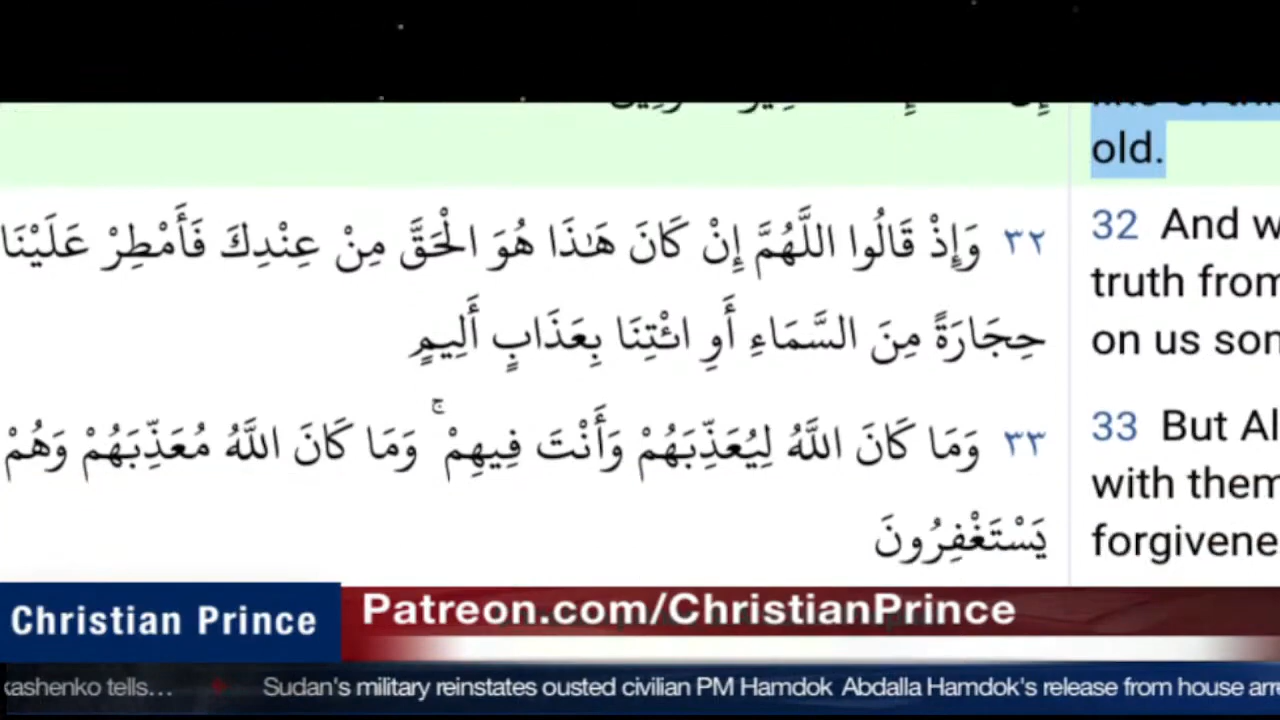 old.
٣٢ وَإِذْ قَالُوا اللَّهُمَّ إِنْ كَانَ هَٰذَا هُوَ الْحَقَّ مِنْ عِنْدِكَ فَأَمْطِرْ عَلَيْنَا
حِجَارَةً مِنَ السَّمَاءِ أَوِ ائْتِنَا بِعَذَابٍ أَلِيمٍ
32 And w
truth from
on us son
٣٣ وَمَا كَانَ اللَّهُ لِيُعَذِّبَهُمْ وَأَنْتَ فِيهِمْ ۚ وَمَا كَانَ اللَّهُ مُعَذِّبَهُمْ وَهُمْ
يَسْتَغْفِرُونَ
33 But Al
with them
forgivene
Christian Prince
Patreon.com/ChristianPrince
kashenko tells... Sudan's military reinstates ousted civilian PM Hamdok Abdalla Hamdok's release from house arre